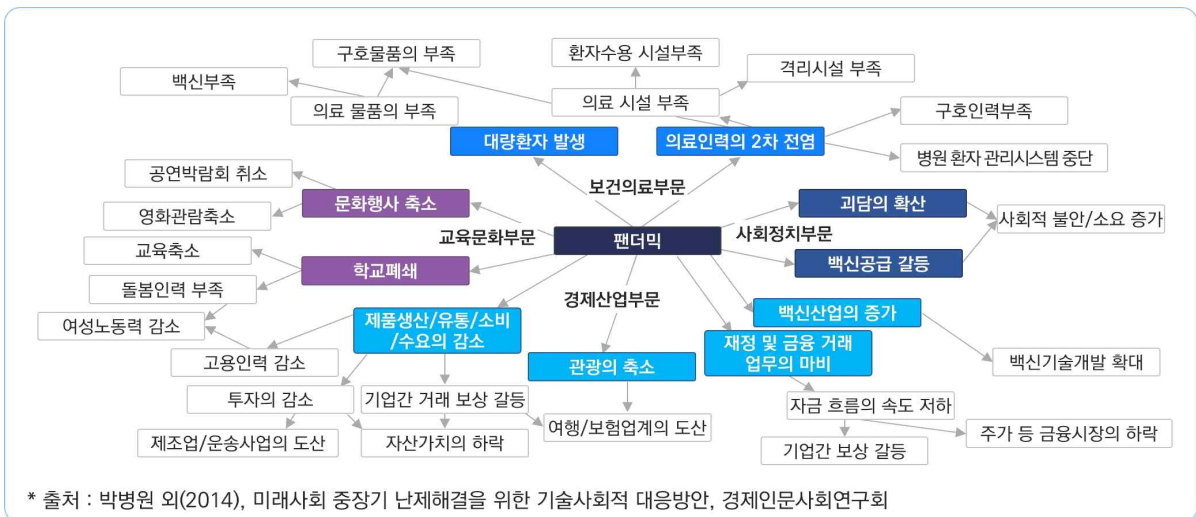 구호물품의 부족
환자수용 시설부족
격리시설 부족
백신부족
의료 물품의 부족
의료 시설 부족
구호인력부족
대량환자 발생
의료인력의 2차 전염
병원 환자 관리시스템 중단
공연박람회 취소
보건의료부문
문화행사 축소
괴담의 확산
영화관람축소
사회적 불안/소요 증가
교육문화부문
팬더믹
사회정치부문
교육축소
학교폐쇄
백신공급 갈등
돌봄인력 부족
경제산업부문
여성노동력 감소
제품생산/유통/소비
/수요의 감소
백신산업의 증가
고용인력 감소
관광의 축소
재정 및 금융 거래
업무의 마비
백신기술개발 확대
투자의 감소
기업간 거래 보상 갈등
자금 흐름의 속도 저하
제조업/운송사업의 도산
자산가치의 하락
여행/보험업계의 도산
기업간 보상 갈등
주가 등 금융시장의 하락
* 출처 : 박병원 외(2014), 미래사회 중장기 난제해결을 위한 기술사회적 대응방안, 경제인문사회연구회